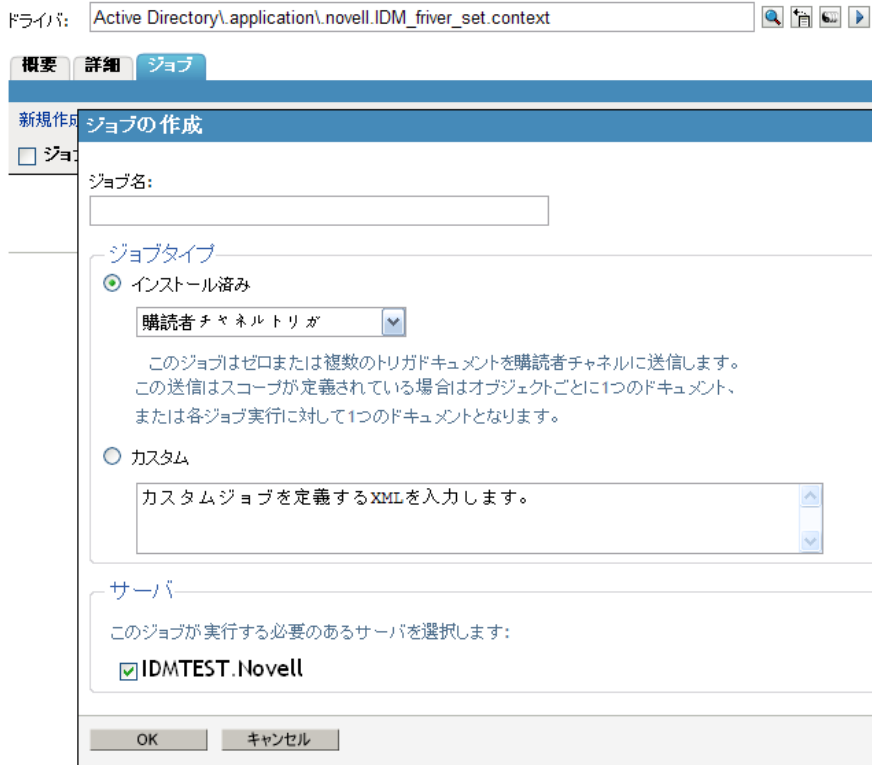 ドライバ: Active Directory\.application\.novell.IDM_friver_set.context
概要 詳細 ジョブ
新規作成
ジョブの作成
ジョブ名:
ジョブタイプ
インストール済み
購読者チャネルトリガ
このジョブはゼロまたは複数のトリガドキュメントを購読者チャネルに送信します。
この送信はスコープが定義されている場合はオブジェクトごとに1つのドキュメント、
または各ジョブ実行に対して1つのドキュメントとなります。
カスタム
カスタムジョブを定義するXMLを入力します。
サーバ
このジョブが実行する必要のあるサーバを選択します:
IDMTEST.Novell
OK キャンセル